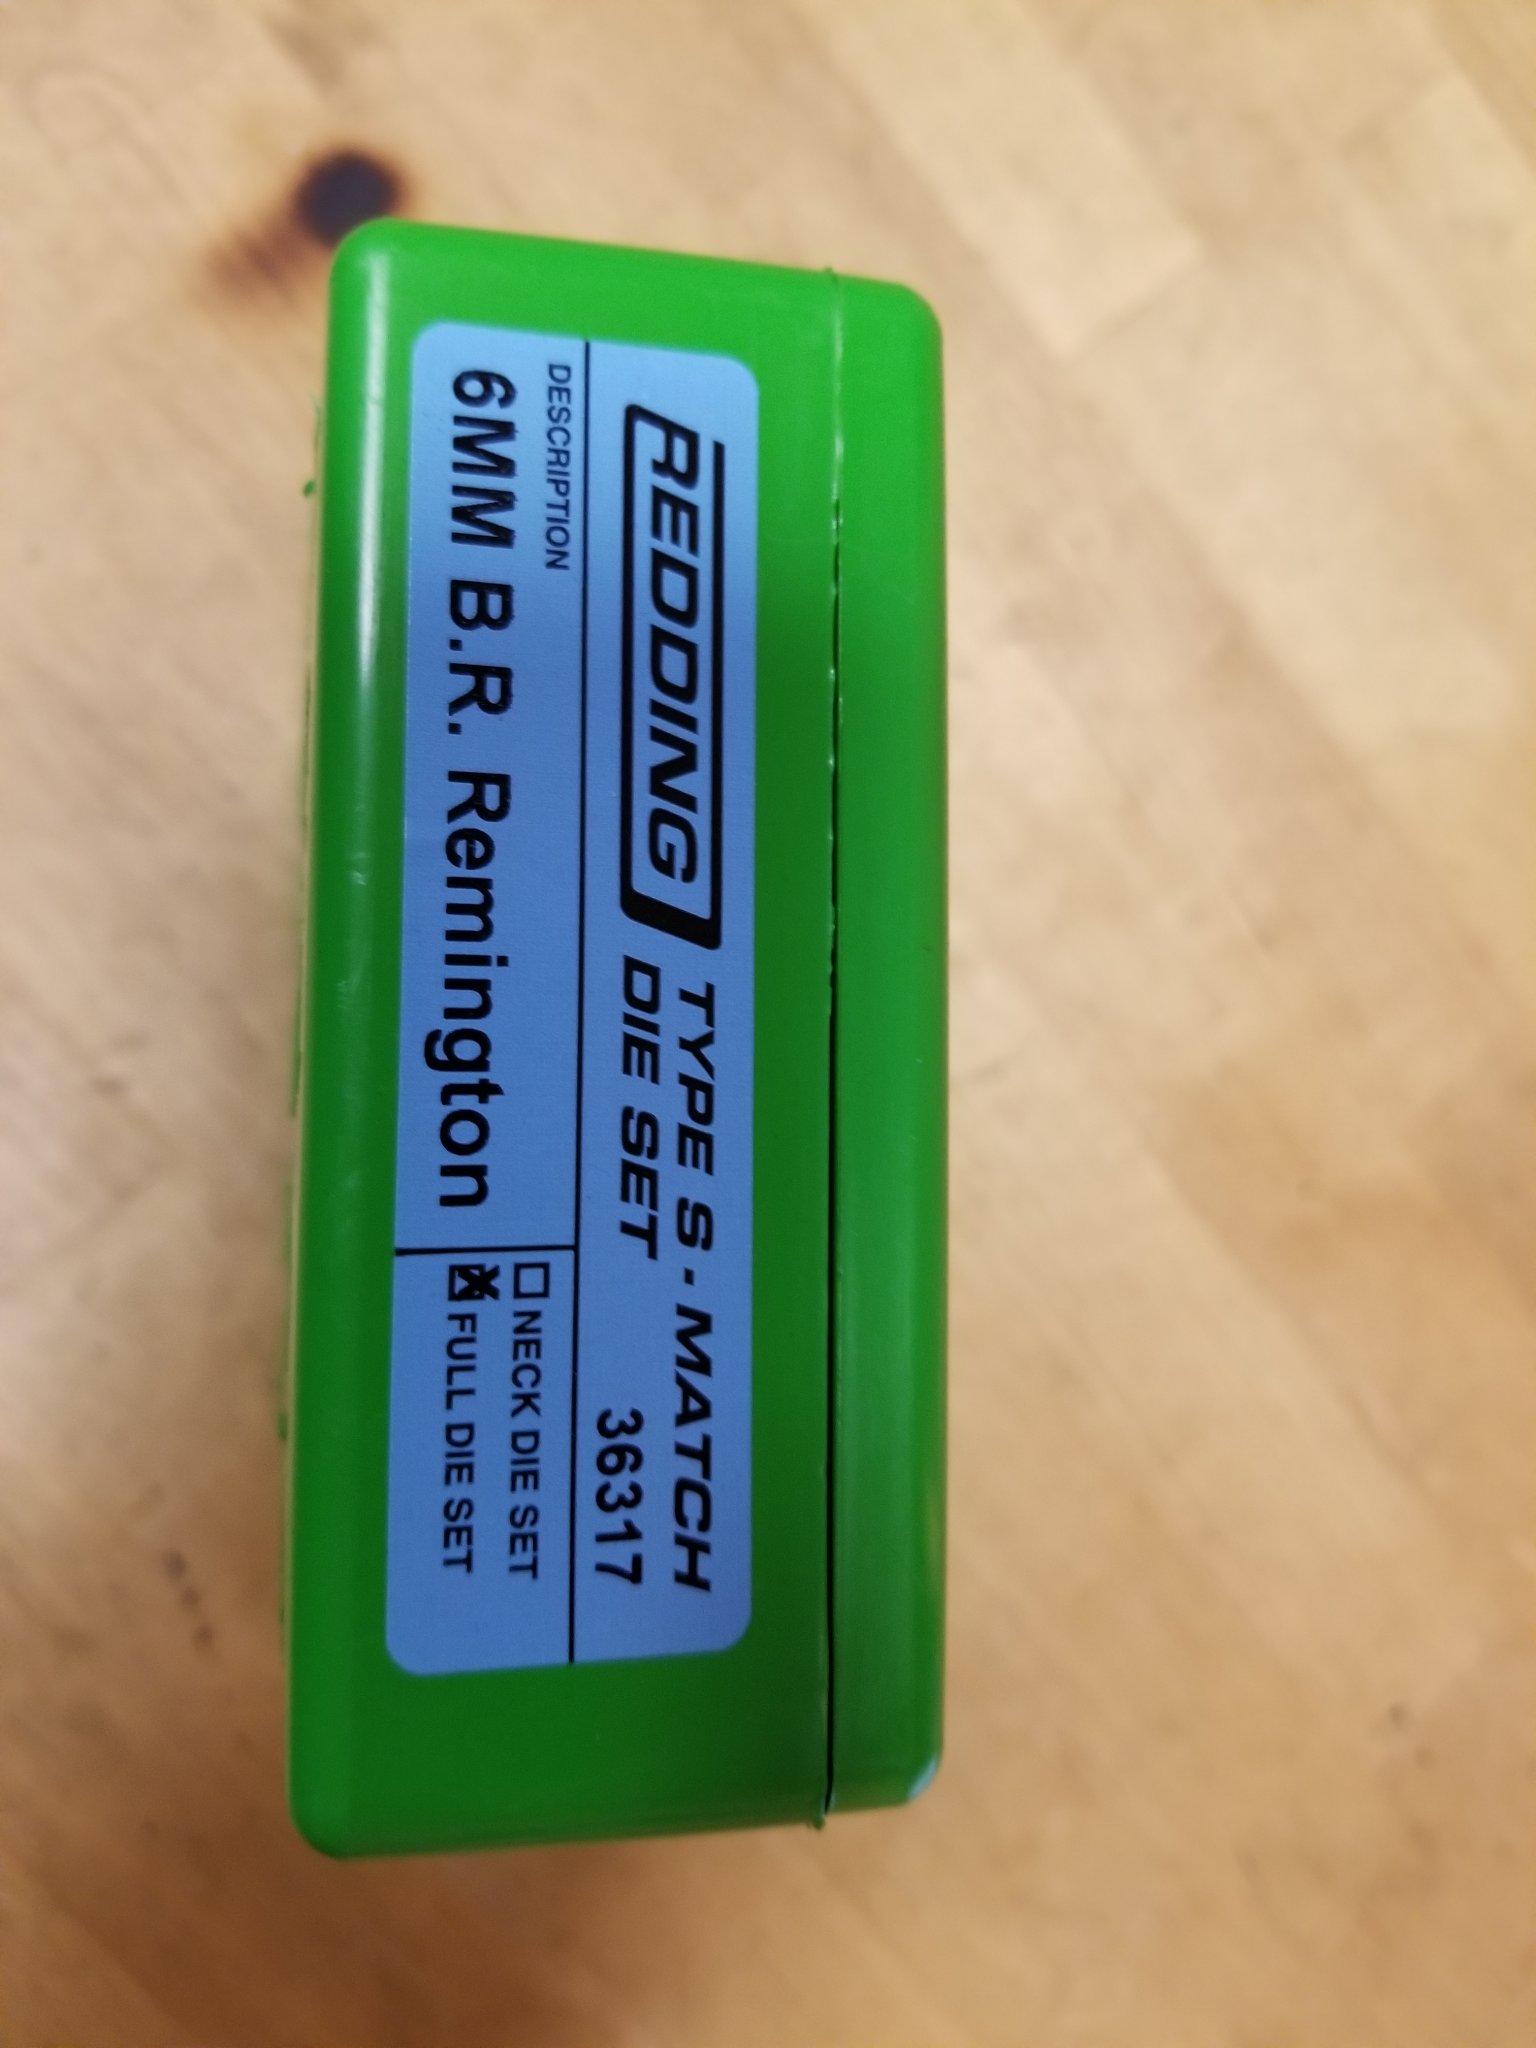 REDDING
TYPE S - MATCH
DIE SET
36317
DESCRIPTION
6MM B.R. Remington
NECK DIE SET
FULL DIE SET